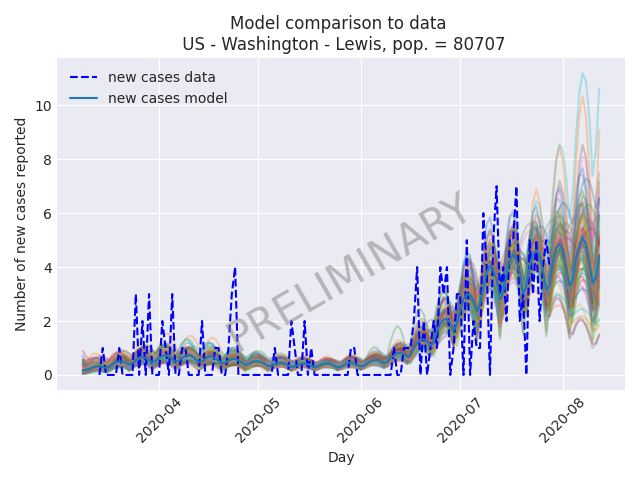 Model comparison to data
US - Washington - Lewis, pop. = 80707
new cases data
new cases model
Number of new cases reported
10
8
6
4
2
0
PRELIMINARY
2020-04
2020-05
2020-06
2020-07
2020-08
Day